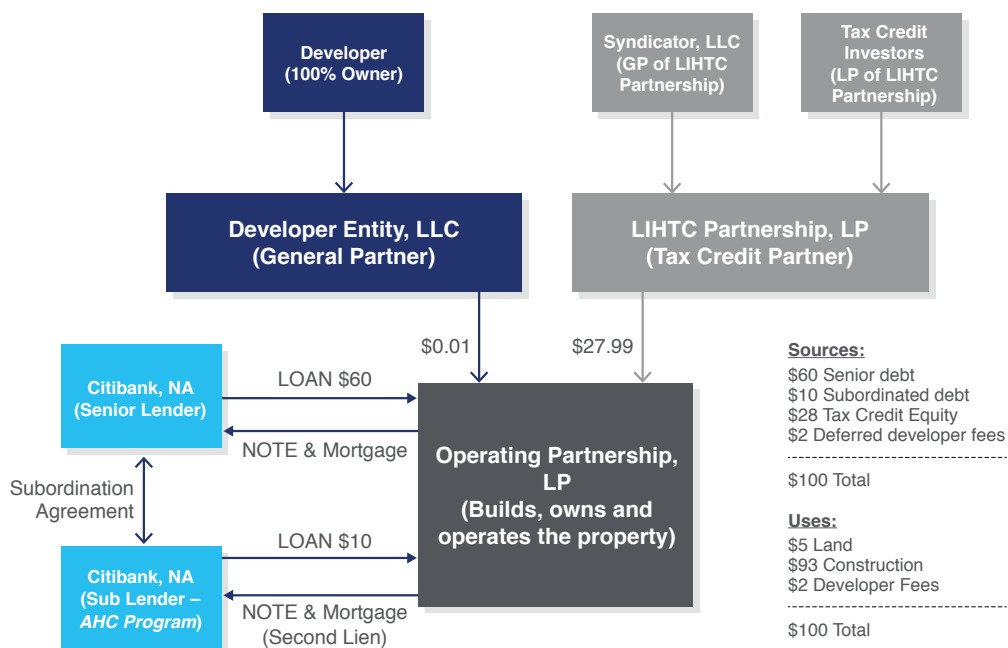 Developer
(100% Owner)
Syndicator, LLC
(GP of LIHTC
Partnership)
Tax Credit
Investors
(LP of LIHTC
Partnership)
Developer Entity, LLC
(General Partner)
LIHTC Partnership, LP
(Tax Credit Partner)
$0.01
$27.99
Citibank, NA
(Senior Lender)
LOAN $60
NOTE & Mortgage
Subordination
Agreement
Citibank, NA
(Sub Lender –
AHC Program)
LOAN $10
NOTE & Mortgage
(Second Lien)
Operating Partnership,
LP
(Builds, owns and
operates the property)
Sources:
$60 Senior debt
$10 Subordinated debt
$28 Tax Credit Equity
$2 Deferred developer fees
$100 Total
Uses:
$5 Land
$93 Construction
$2 Developer Fees
$100 Total